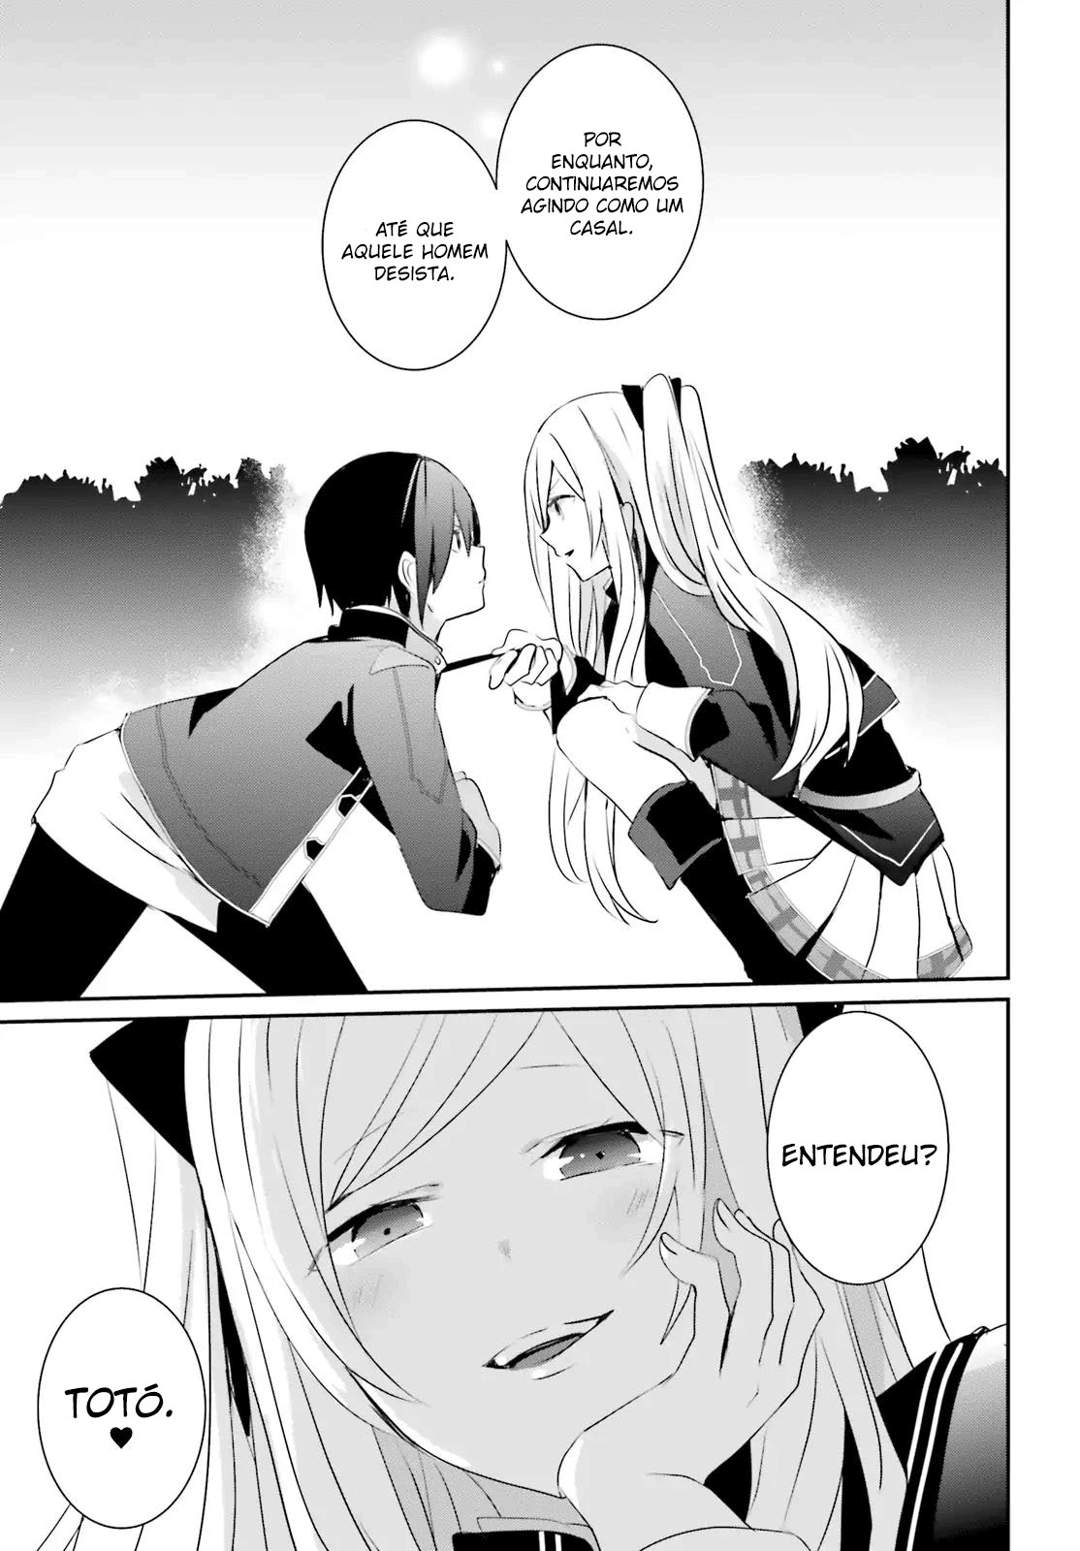 POR
ENQUANTO,
CONTINUAREMOS
AGINDO COMO UM
CASAL.
ATÉ QUE
AQUELE HOMEM
DESISTA.
ENTENDEU?
TOTÓ.
♥